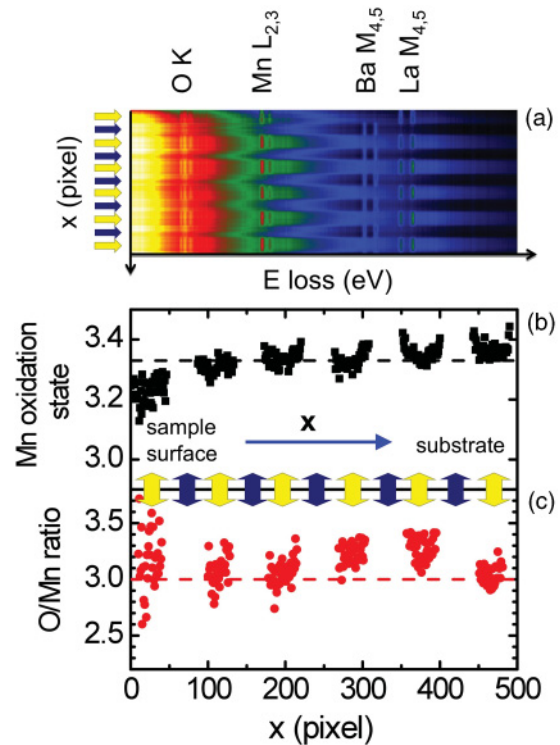 O K
Mn L2,3
Ba M4,5
La M4,5
(a)
x (pixel)
E loss (eV)
(b)
Mn oxidation
state
3.4
3.2
3.0
sample
surface
x
substrate
(c)
O/Mn ratio
3.5
3.0
2.5
0 100 200 300 400 500
x (pixel)